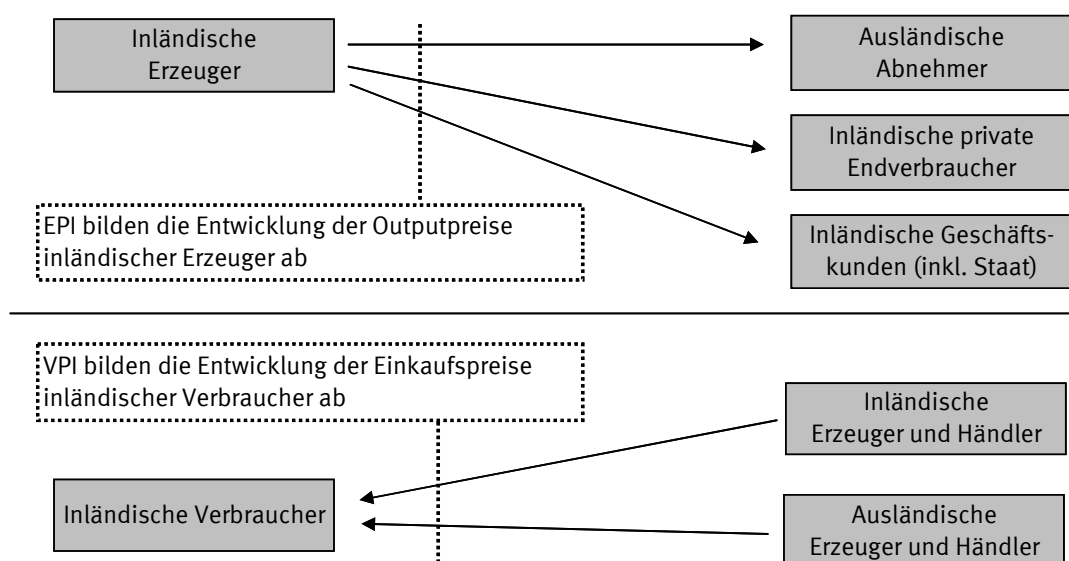 Inländische
Erzeuger
Ausländische
Abnehmer
Inländische private
Endverbraucher
EPI bilden die Entwicklung der Outputpreise
inländischer Erzeuger ab
Inländische Geschäfts-
kunden (inkl. Staat)
VPI bilden die Entwicklung der Einkaufspreise
inländischer Verbraucher ab
Inländische
Erzeuger und Händler
Inländische Verbraucher
Ausländische
Erzeuger und Händler